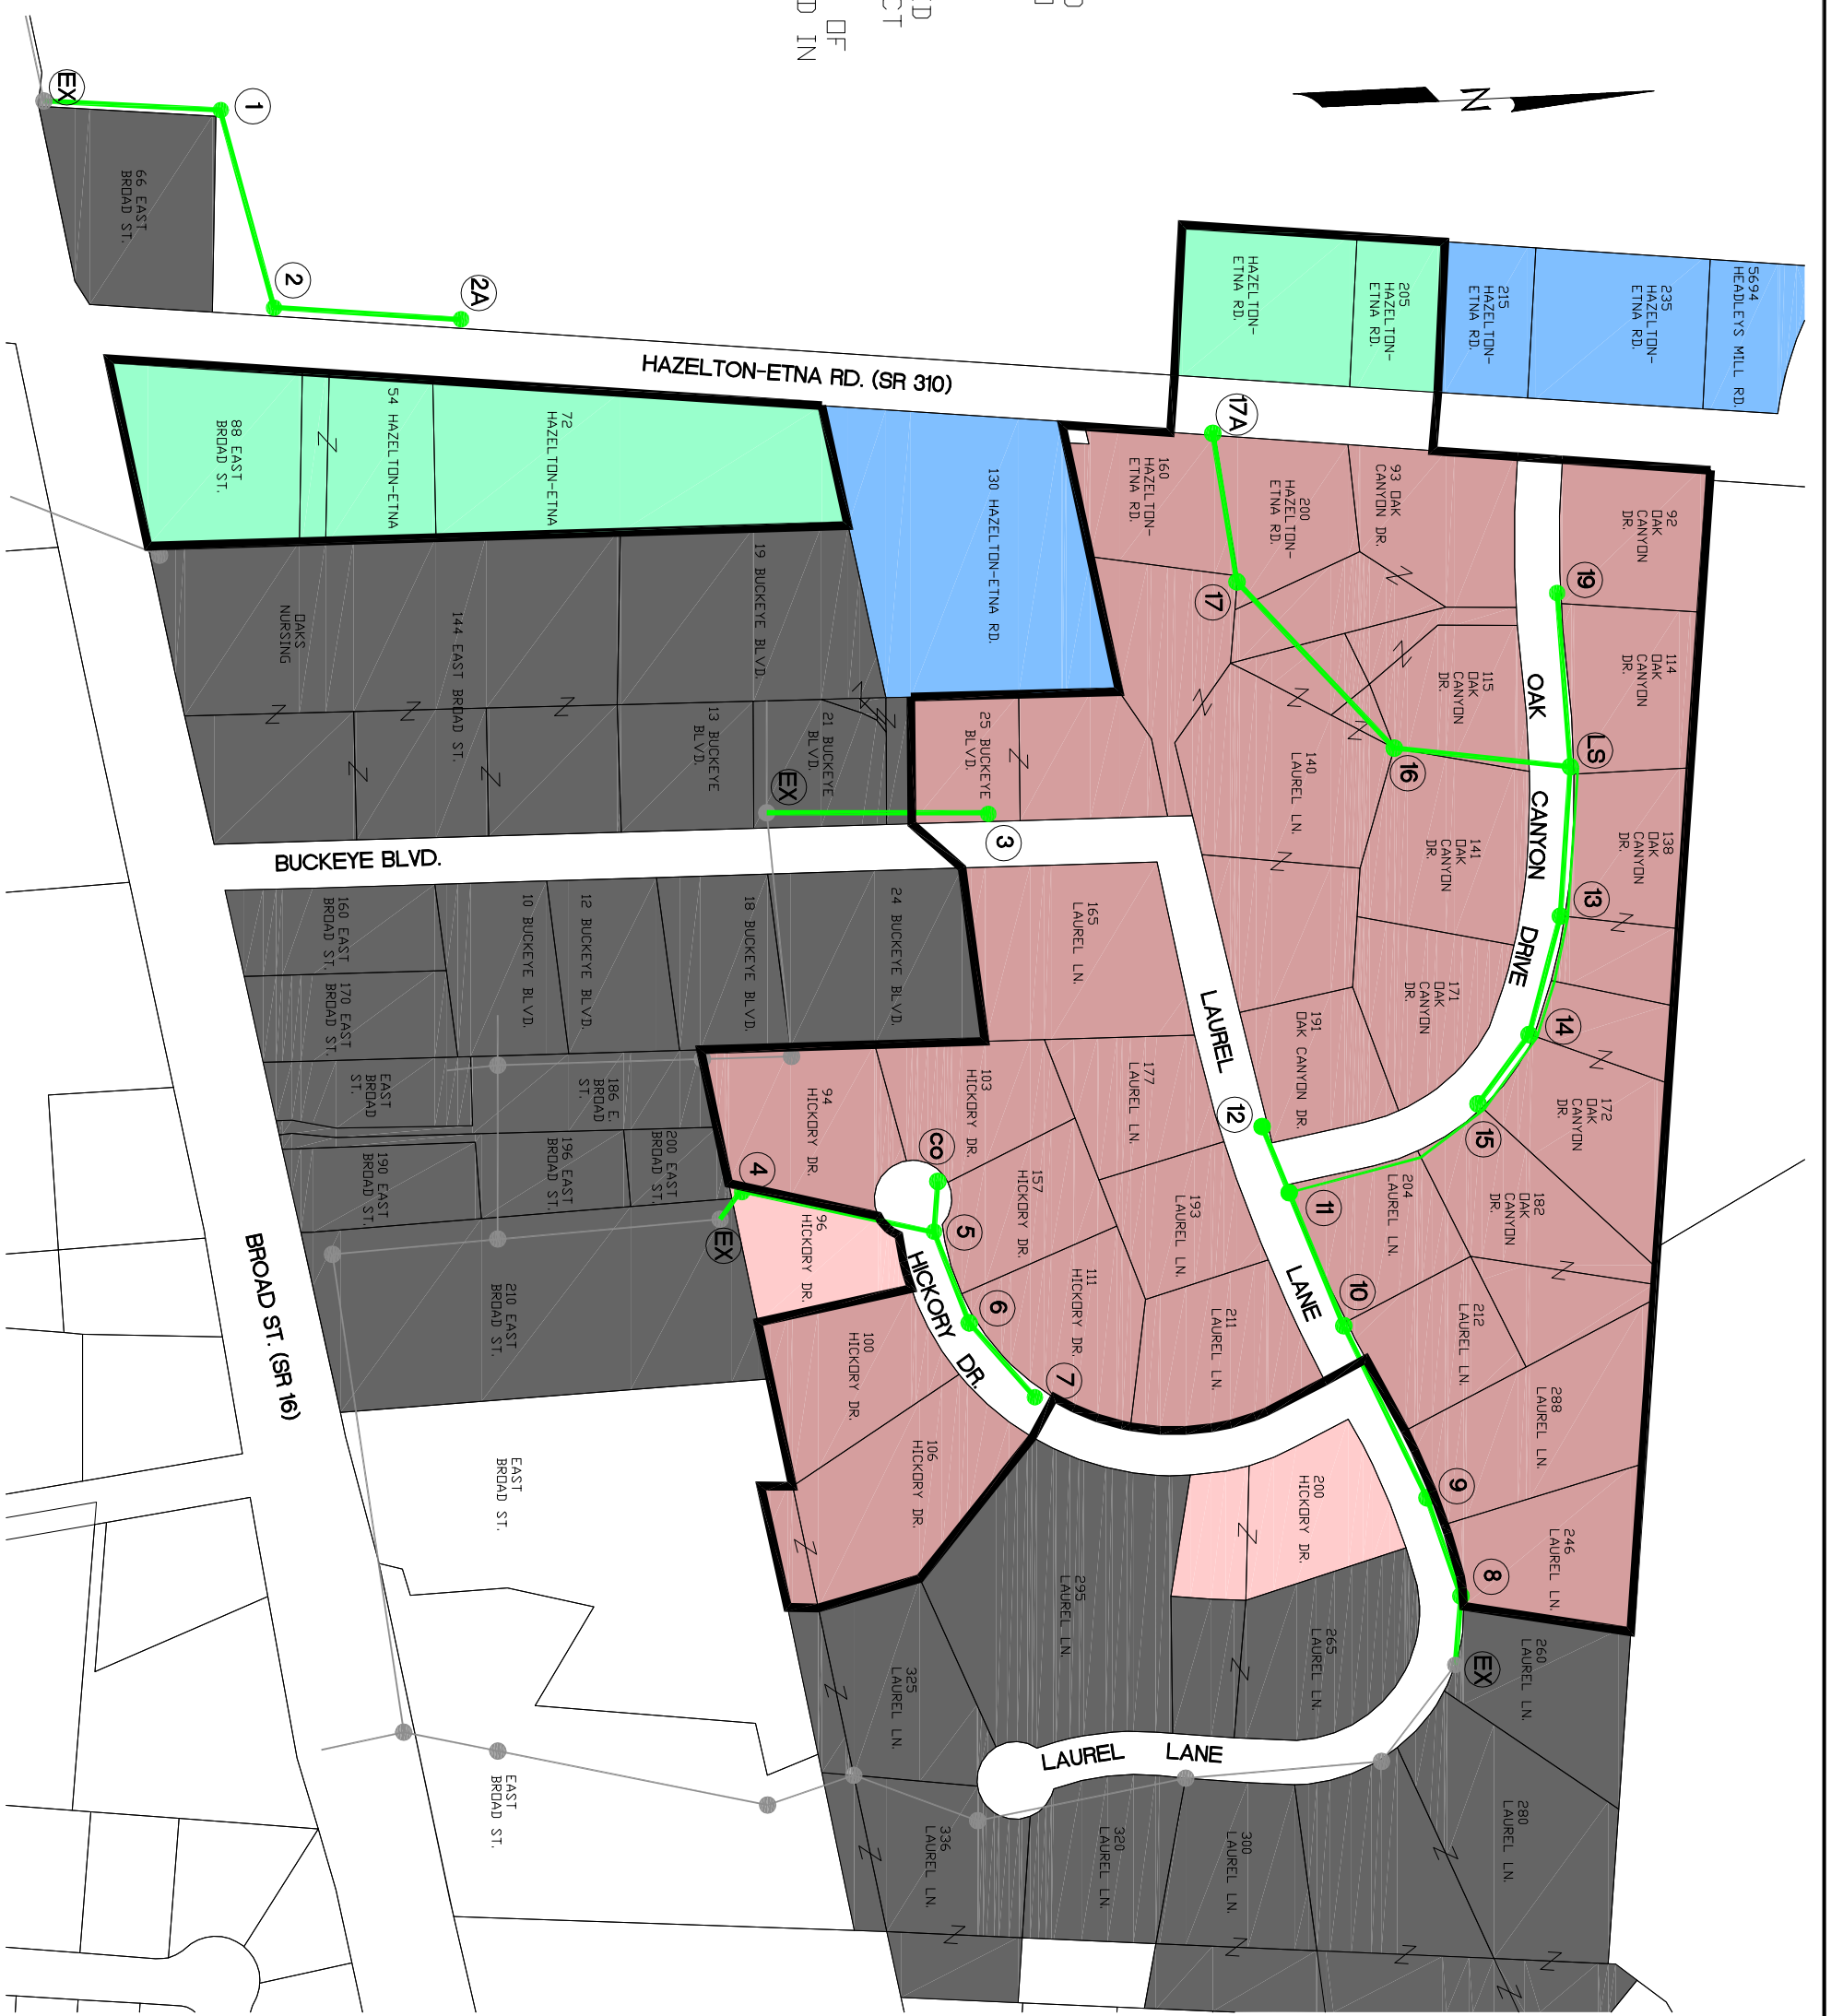 D
ED
CT
OF
D IN
N
EX
1
2
2A
66 EAST
BROAD ST.
HAZELTON-ETNA RD. (SR 310)
HAZELTON-
ETNA RD.
205
HAZELTON-
ETNA RD.
215
HAZELTON-
ETNA RD.
235
HAZELTON-
ETNA RD.
5694
HEADLEYS MILL RD.
88 EAST
BROAD ST.
54 HAZELTON-ETNA
72
HAZELTON-ETNA
130 HAZELTON-ETNA RD.
17A
160
HAZELTON-
ETNA RD.
200
HAZELTON-
ETNA RD.
93 OAK
CANYON DR.
92
OAK
CANYON
DR.
19
17
114
OAK
CANYON
DR.
115
OAK
CANYON
DR.
OAK CANYON DRIVE
LS
16
138
OAK
CANYON
DR.
141
OAK
CANYON
DR.
13
14
15
171
OAK
CANYON
DR.
172
OAK
CANYON
DR.
182
OAK
CANYON
DR.
191
OAK CANYON DR.
140
LAUREL LN.
OAKS
NURSING
144 EAST BROAD ST.
19 BUCKEYE BLVD.
13 BUCKEYE
BLVD.
21 BUCKEYE
BLVD.
25 BUCKEYE
BLVD.
EX
3
BUCKEYE BLVD.
160 EAST
BROAD ST.
170 EAST
BROAD ST.
10 BUCKEYE BLVD.
12 BUCKEYE BLVD.
18 BUCKEYE BLVD.
24 BUCKEYE BLVD.
165
LAUREL LN.
LAUREL LANE
12
11
10
9
8
EX
EAST
BROAD
ST.
186 E.
BROAD
ST.
190 EAST
BROAD ST.
196 EAST
BROAD ST.
200 EAST
BROAD ST.
210 EAST
BROAD ST.
94
HICKORY DR.
103
HICKORY DR.
177
LAUREL LN.
CO
4
EX
5
6
7
96
HICKORY DR.
157
HICKORY DR.
193
LAUREL LN.
204
LAUREL LN.
111
HICKORY DR.
211
LAUREL LN.
212
LAUREL LN.
288
LAUREL LN.
246
LAUREL LN.
HICKORY DR.
100
HICKORY DR.
106
HICKORY DR.
200
HICKORY DR.
BROAD ST. (SR 16)
EAST
BROAD ST.
EAST
BROAD ST.
295
LAUREL LN.
265
LAUREL LN.
260
LAUREL LN.
325
LAUREL LN.
LAUREL LANE
336
LAUREL LN.
320
LAUREL LN.
300
LAUREL LN.
280
LAUREL LN.